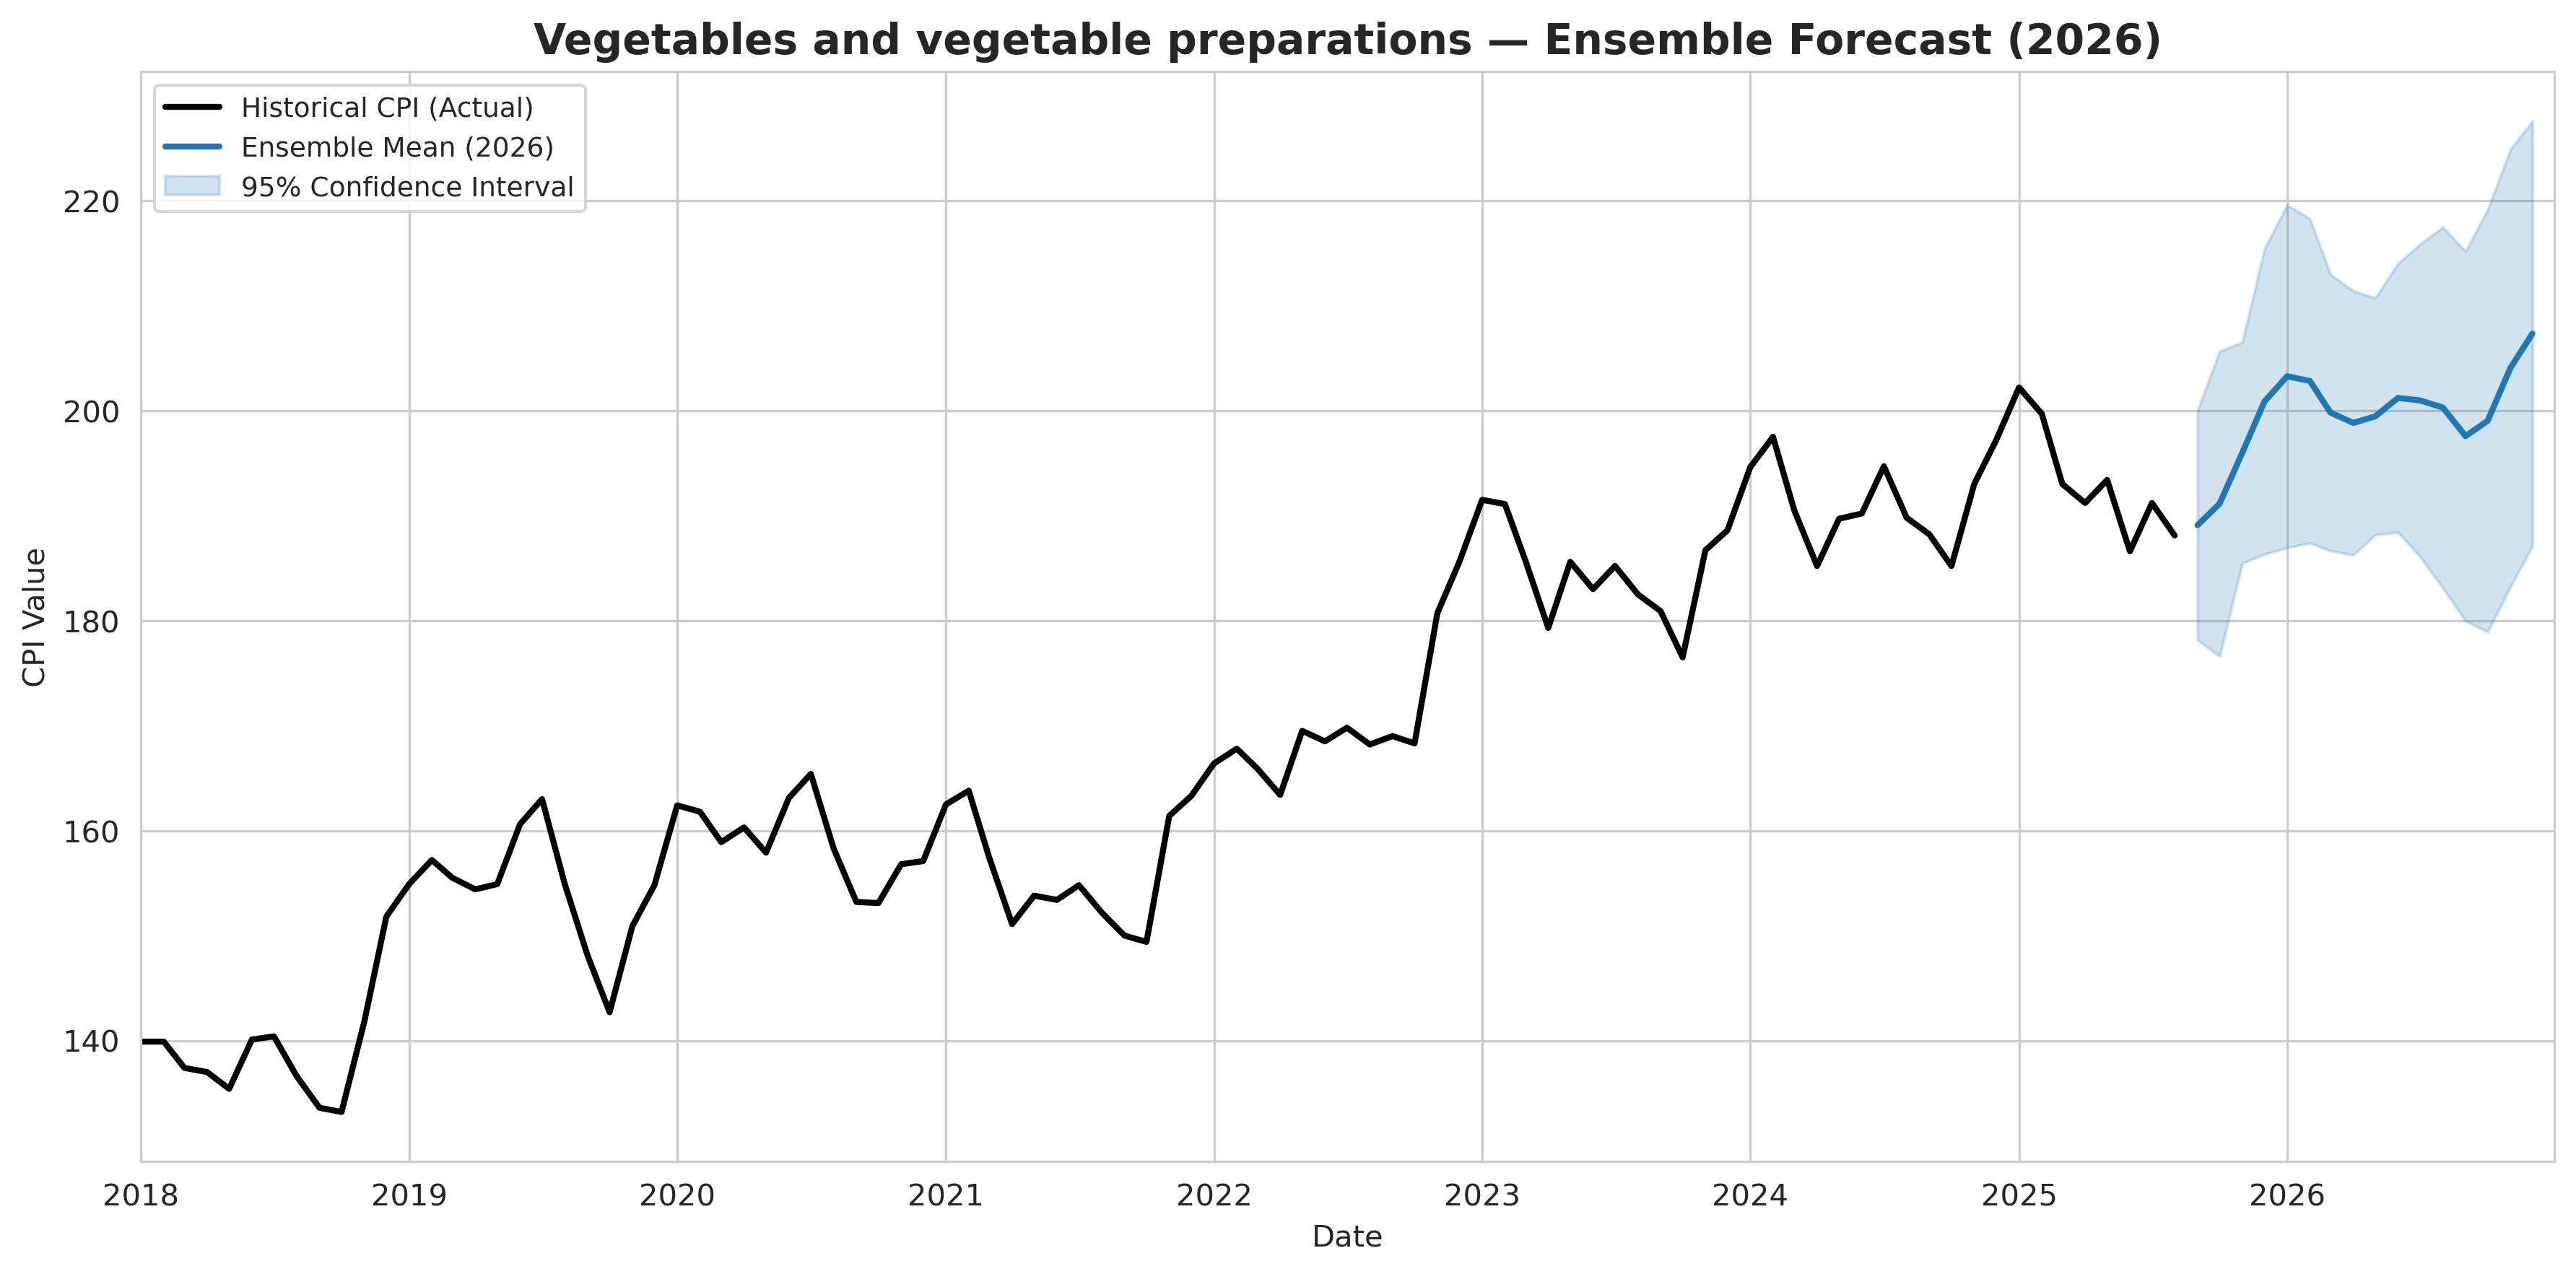 Vegetables and vegetable preparations — Ensemble Forecast (2026)
Historical CPI (Actual)
Ensemble Mean (2026)
95% Confidence Interval
CPI Value
220
200
180
160
140
2018 2019 2020 2021 2022 2023 2024 2025 2026
Date